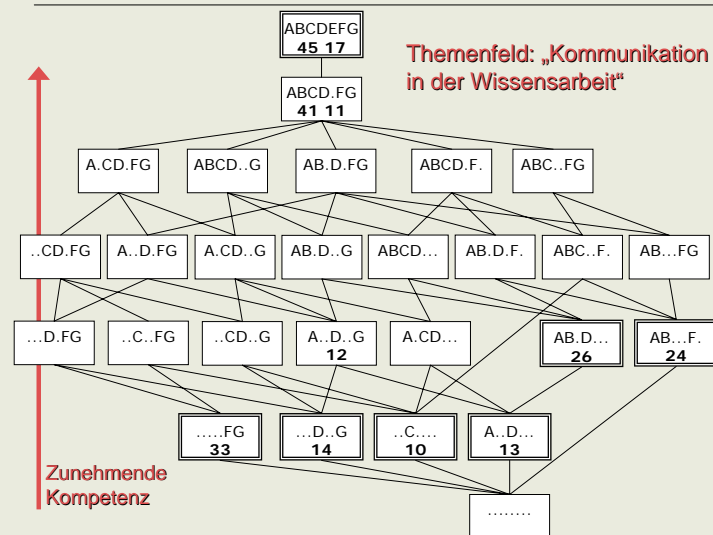 ABCDEFG
45 17
Themenfeld: „Kommunikation
in der Wissensarbeit“
ABCD.FG
41 11
A.CD.FG
ABCD..G
AB.D.FG
ABCD.F.
ABC..FG
..CD.FG
A..D.FG
A.CD..G
AB.D..G
ABCD...
AB.D.F.
ABC..F.
AB...FG
...D.FG
..C..FG
..CD..G
A..D..G
12
A.CD...
AB.D...
26
AB...F.
24
.....FG
33
...D..G
14
..C....
10
A..D...
13
Zunehmende
Kompetenz
........